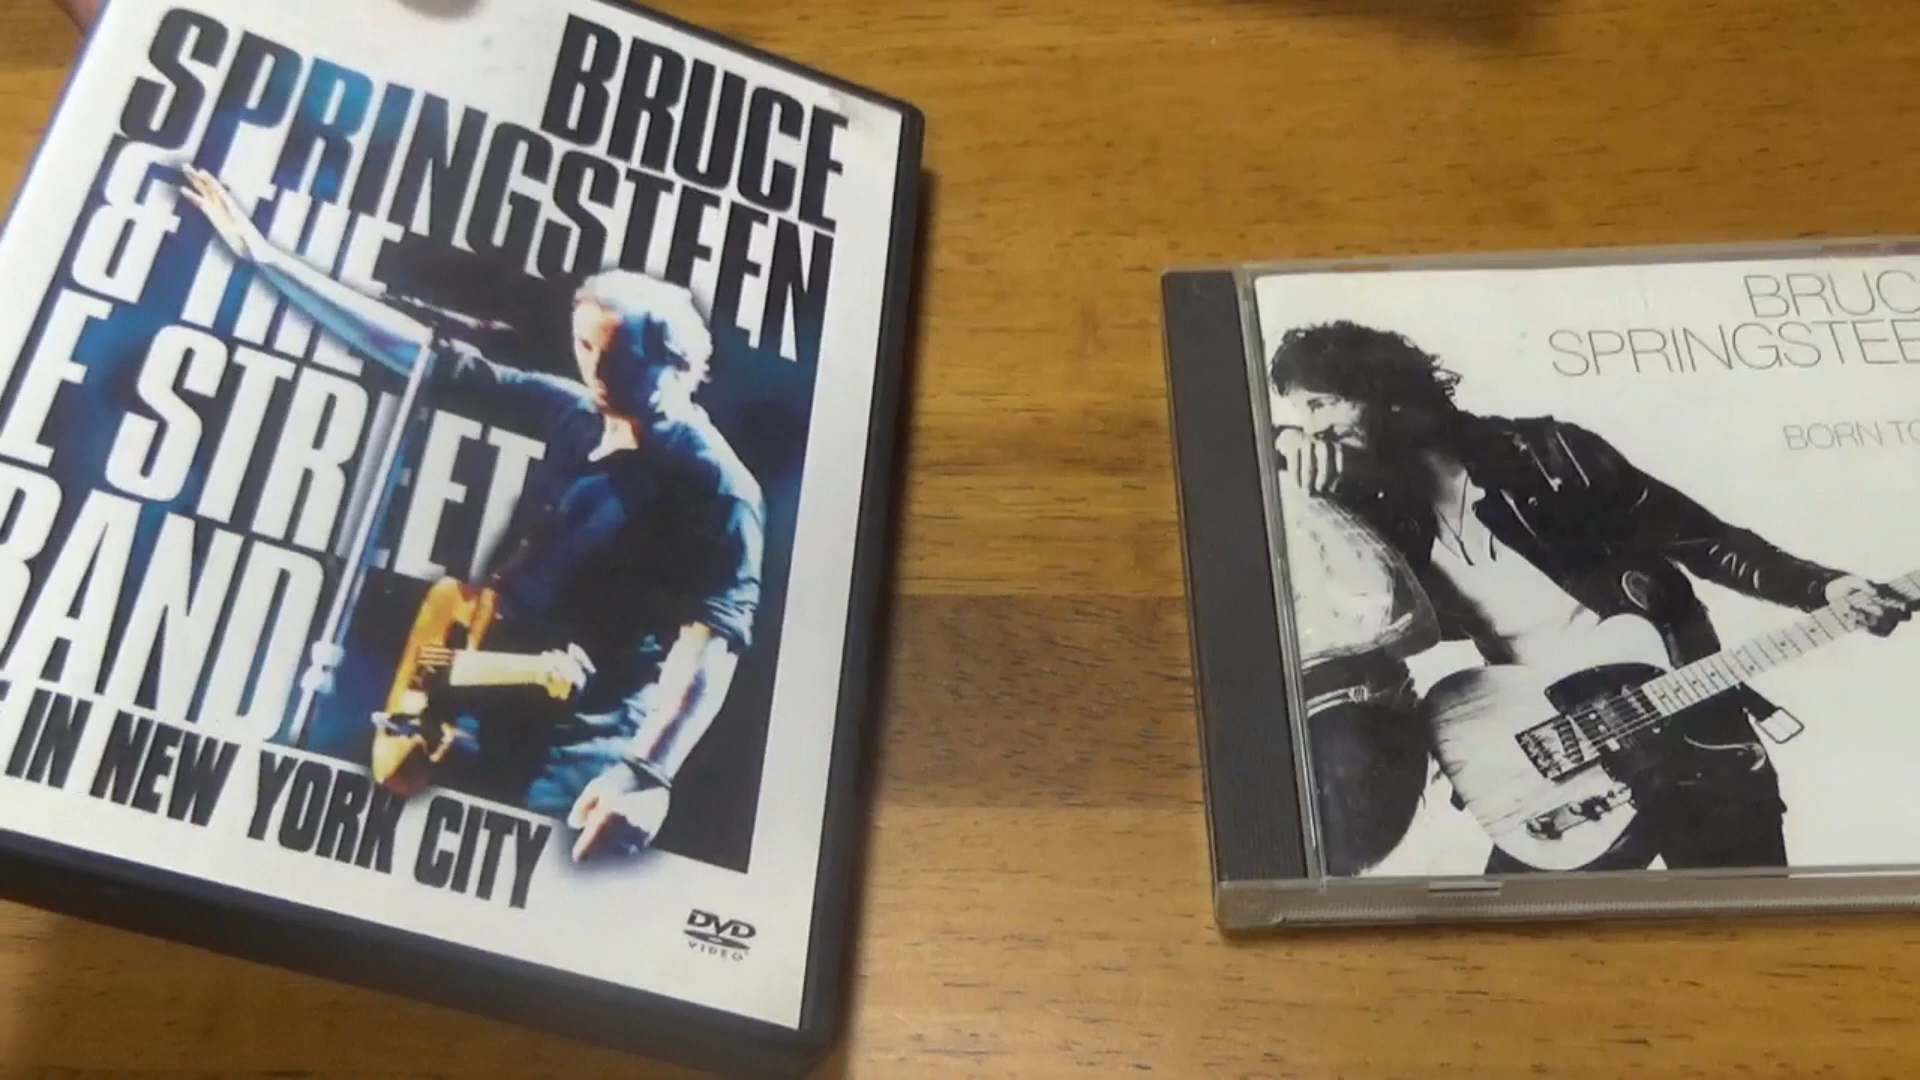 BRUCE
SPRINGSTEEN
& THE
E STREET
BAND
IN NEW YORK CITY
DVD
VIDEO
BRUC
SPRINGSTEE
BORN TO